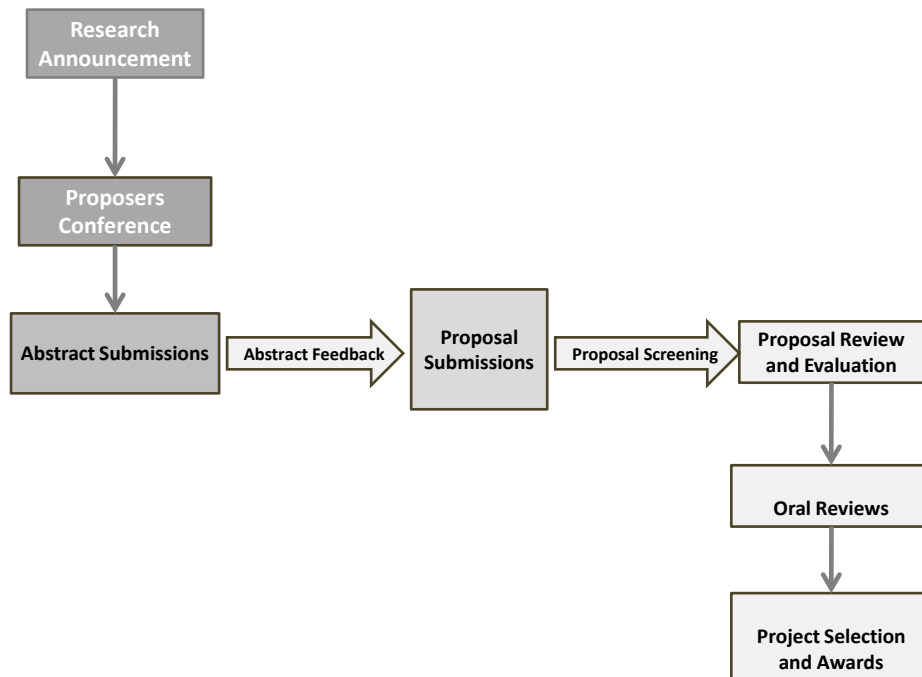 Research
Announcement
Proposers
Conference
Abstract Submissions
Abstract Feedback
Proposal
Submissions
Proposal Screening
Proposal Review
and Evaluation
Oral Reviews
Project Selection
and Awards